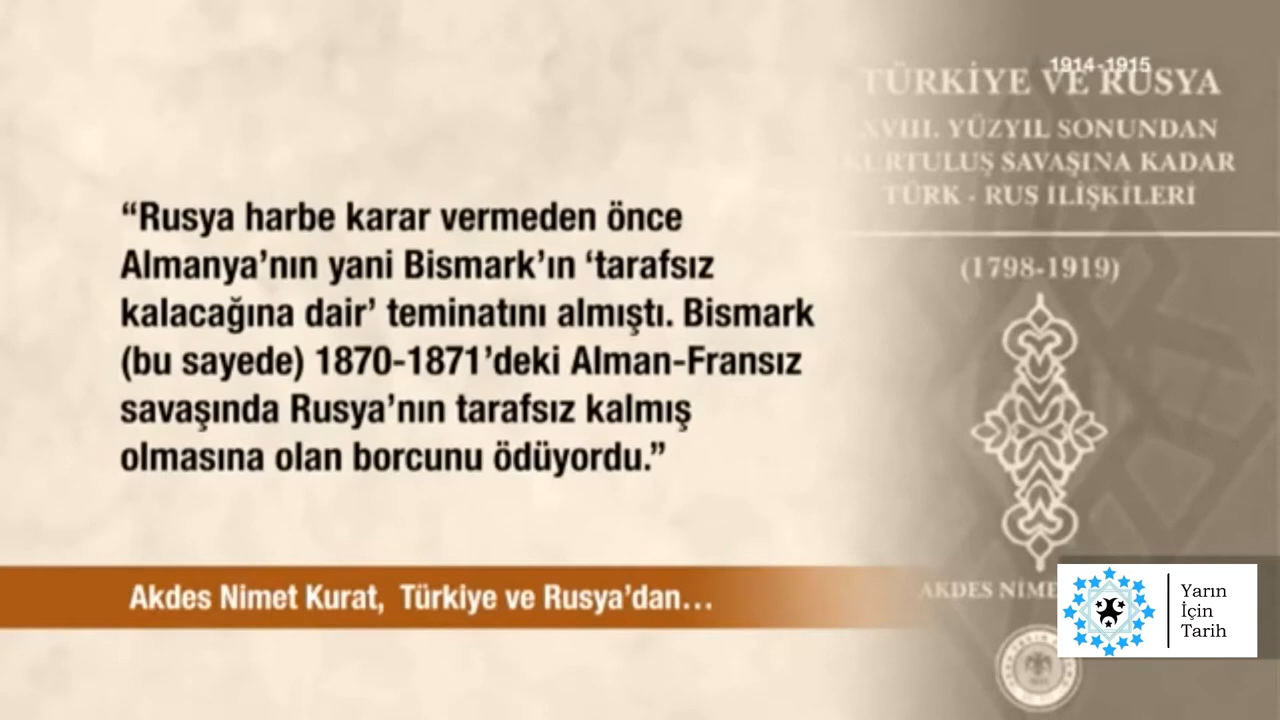 “Rusya harbe karar vermeden önce
Almanya’nın yani Bismark’ın ‘tarafsız
kalacağına dair’ teminatını almıştı. Bismark
(bu sayede) 1870-1871’deki Alman-Fransız
savaşında Rusya’nın tarafsız kalmış
olmasına olan borcunu ödüyordu.”
Akdes Nimet Kurat, Türkiye ve Rusya’dan...
1914-1915
TÜRKİYE VE RUSYA
XVIII. YÜZYIL SONUNDAN
KURTULUŞ SAVAŞINA KADAR
TÜRK - RUS İLİŞKİLERİ
(1798-1919)
AKDES
Yarın
İçin
Tarih